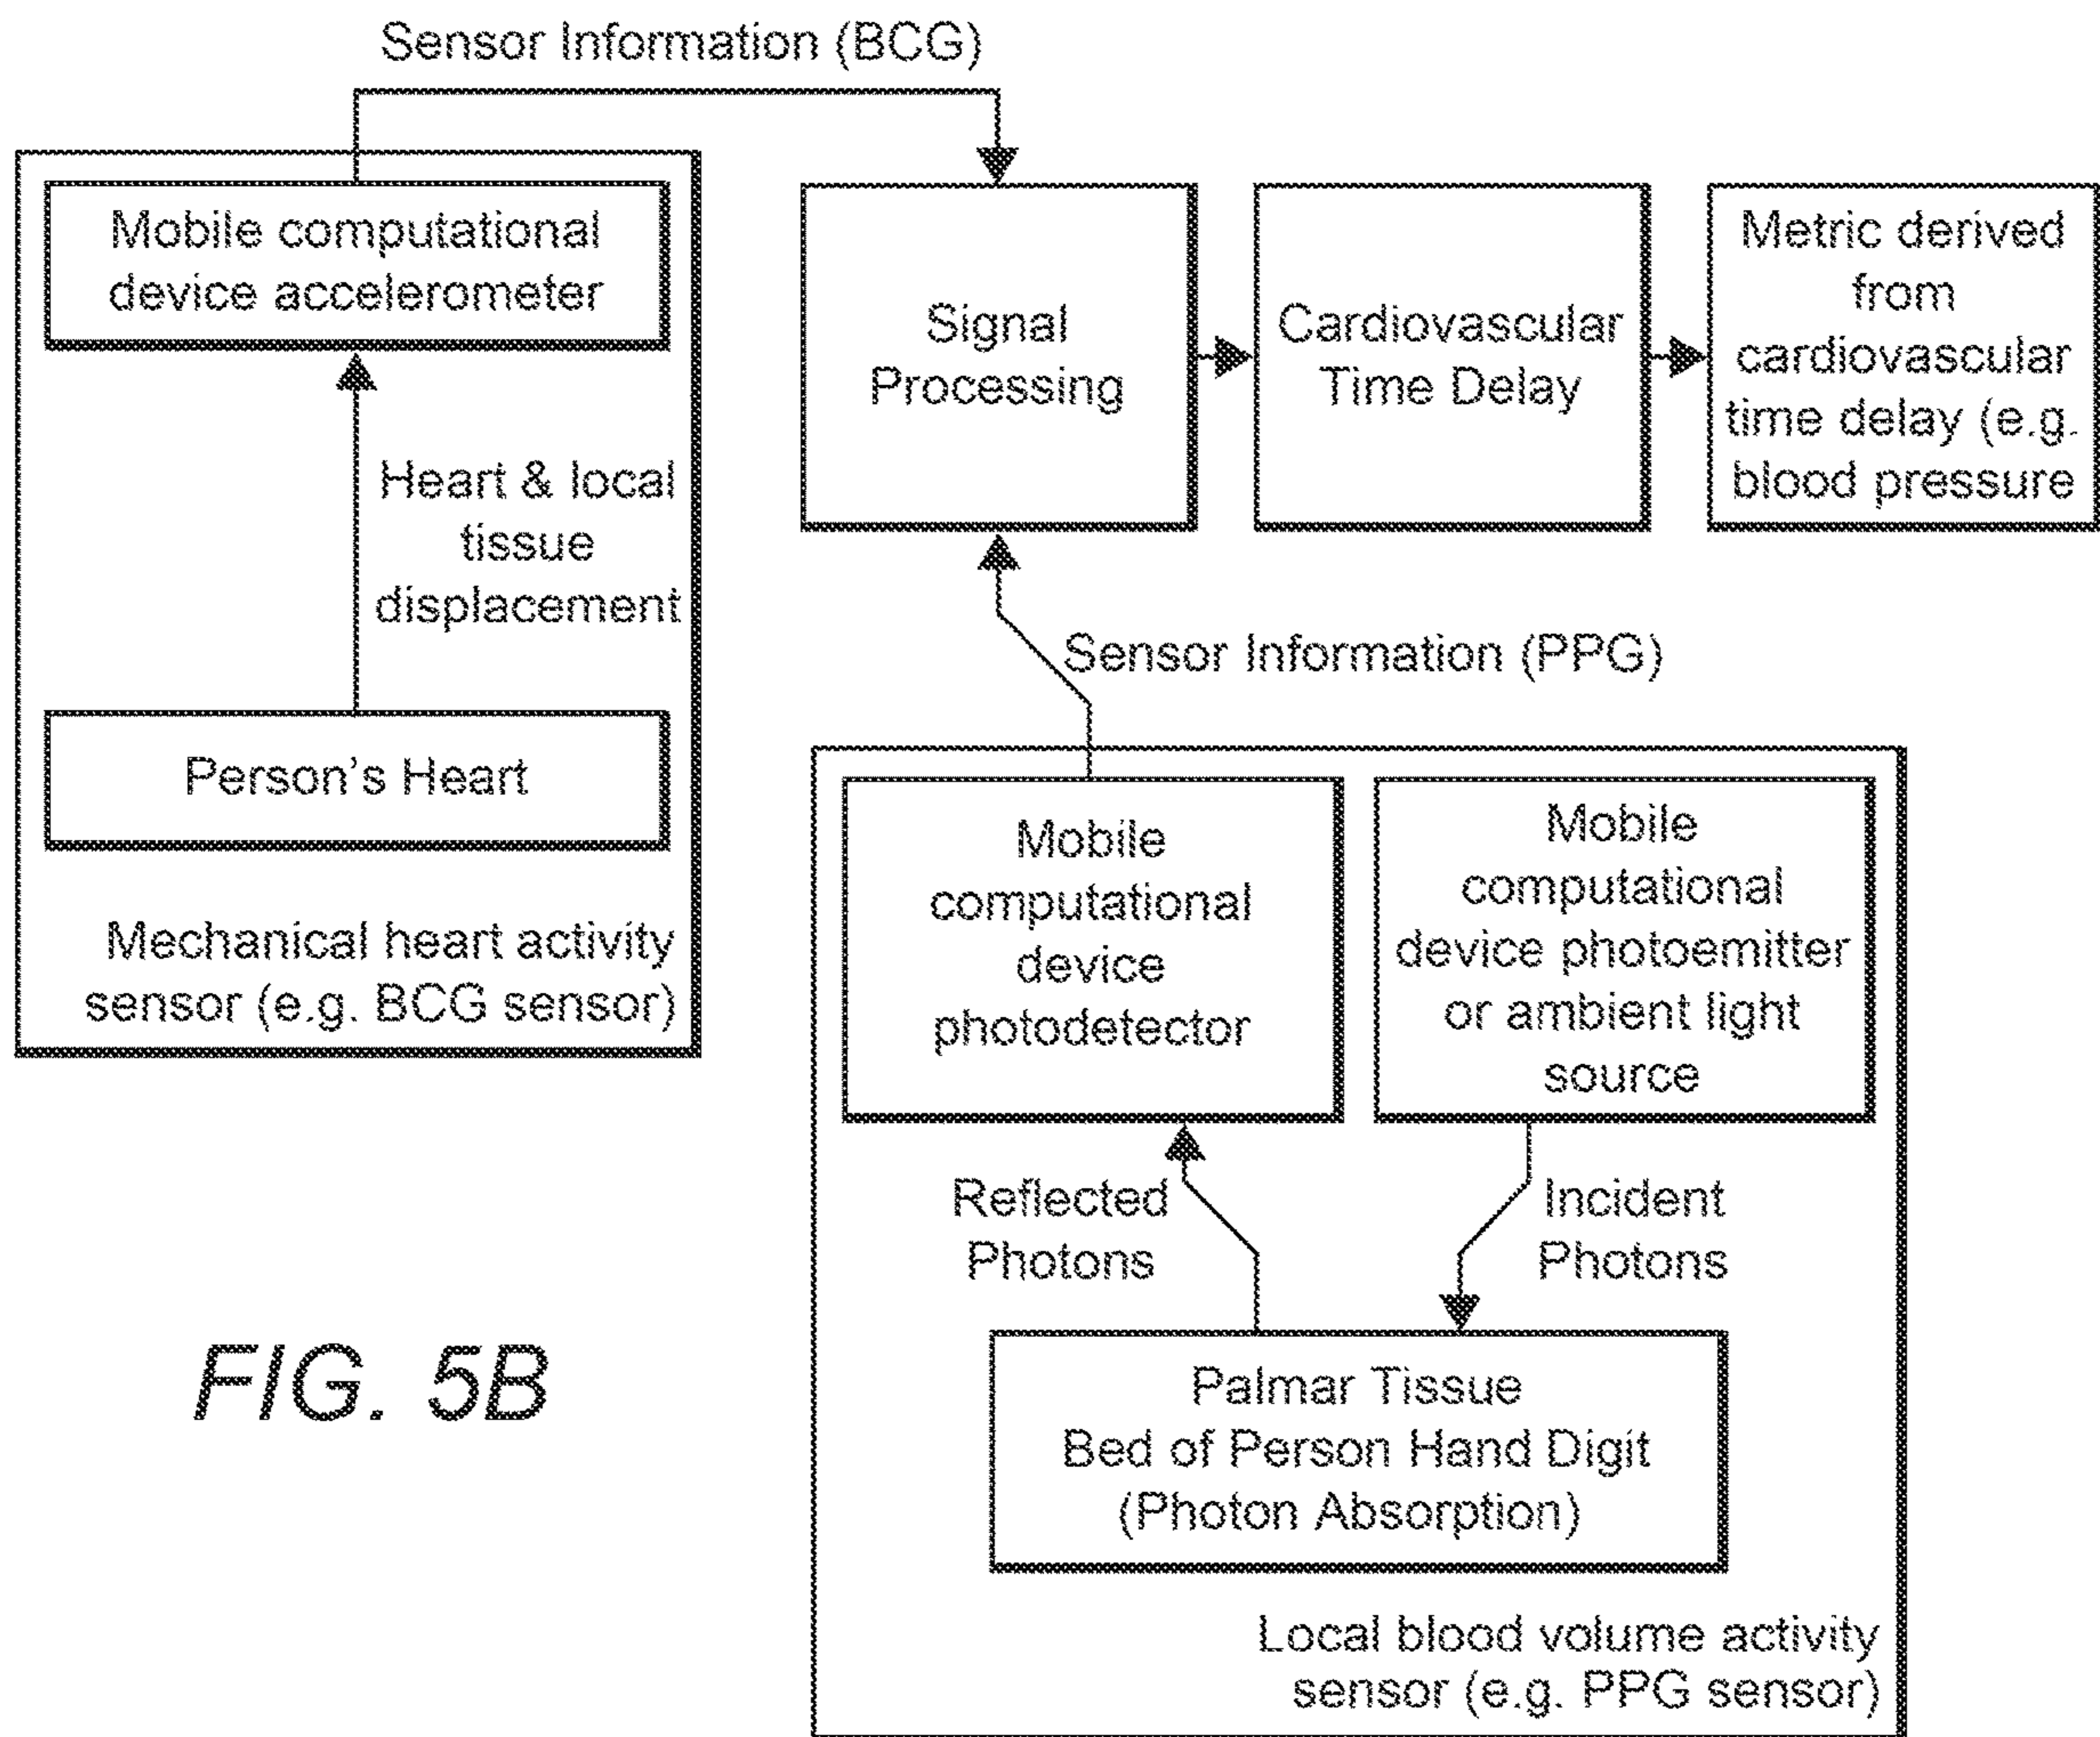 Sensor Information (BCG)
Mobile computational
device accelerometer
Heart & local
tissue
displacement
Person's Heart
Mechanical heart activity
sensor (e.g. BCG sensor)
Signal
Processing
Cardiovascular
Time Delay
Metric derived
from
cardiovascular
time delay (e.g.
blood pressure
Sensor Information (PPG)
Mobile
computational
device
photodetector
Mobile
computational
device photoemitter
or ambient light
source
Reflected
Photons
Incident
Photons
Palmar Tissue
Bed of Person Hand Digit
(Photon Absorption)
Local blood volume activity
sensor (e.g. PPG sensor)
FIG. 5B